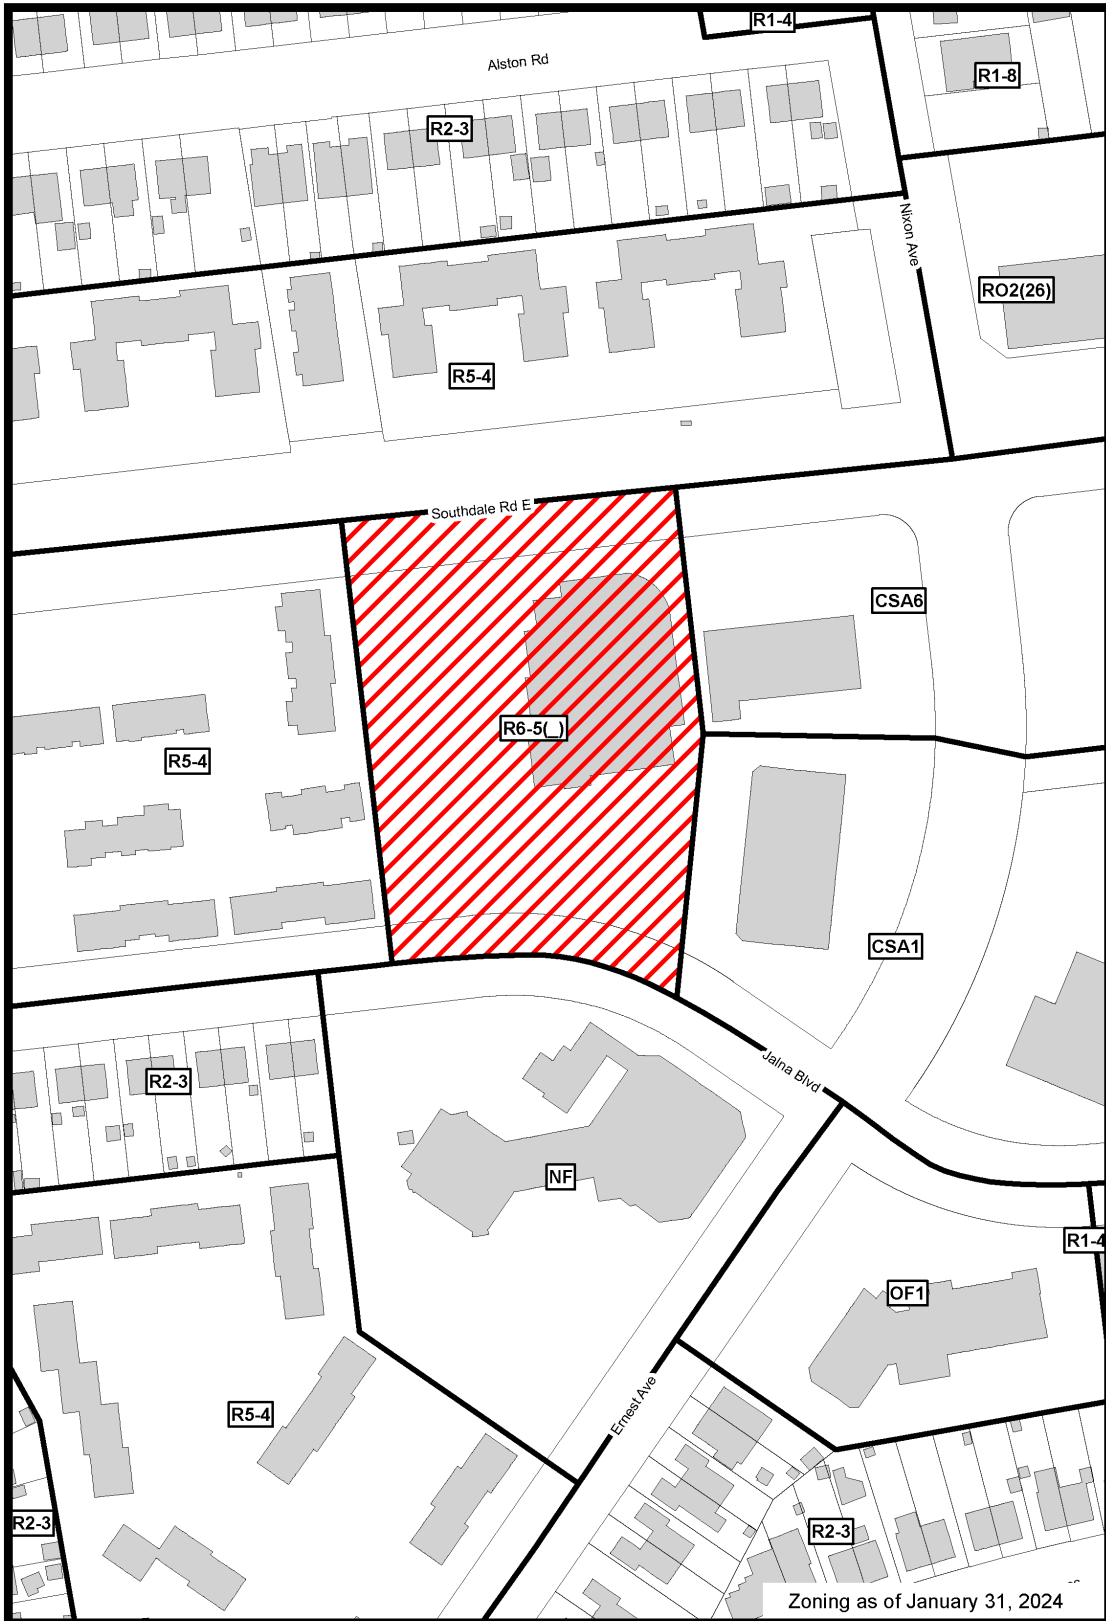 R1-4
Alston Rd
R1-8
R2-3
Nixon Ave
RO2(26)
R5-4
Southdale Rd E
CSA6
R6-5(_)
R5-4
CSA1
Jalna Blvd
R2-3
NF
R1-4
OF1
Ernest Ave
R5-4
R2-3
R2-3
Zoning as of January 31, 2024